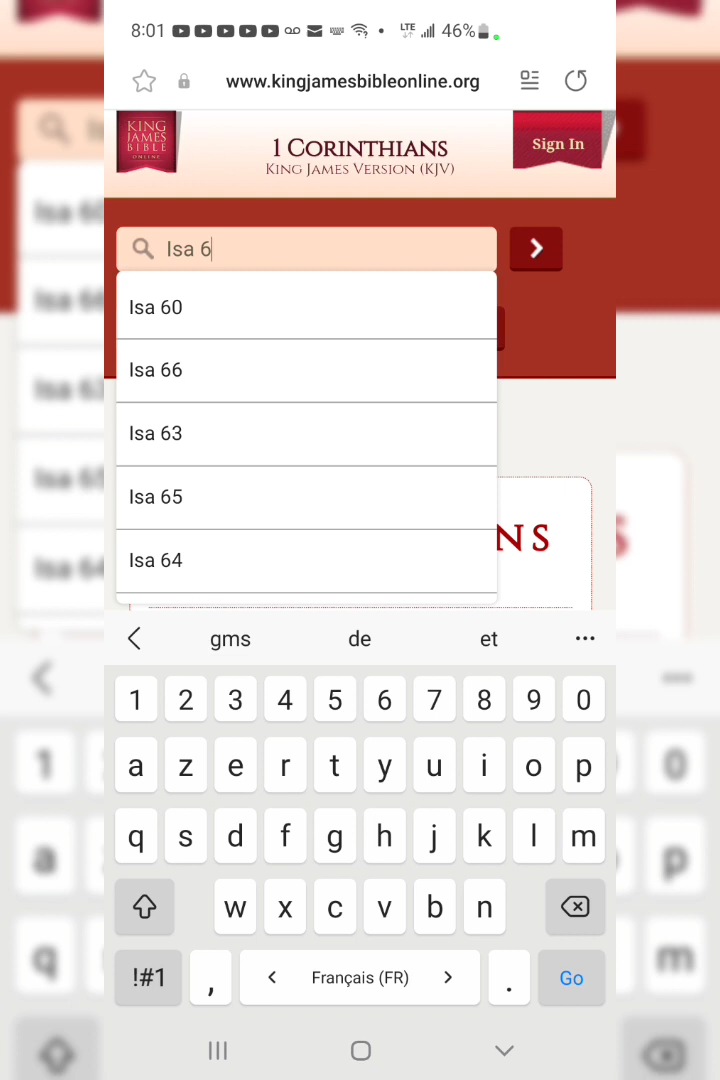 8:01 LTE 46%
www.kingjamesbibleonline.org
KING
JAMES
BIBLE
ONLINE
1 CORINTHIANS
KING JAMES VERSION (KJV)
Sign In
Isa 6
Isa 60
Isa 66
Isa 63
Isa 65
Isa 64
NS
gms de et ...
1 2 3 4 5 6 7 8 9 0
a z e r t y u i o p
q s d f g h j k l m
w x c v b n
!#1 , < Français (FR) > . Go